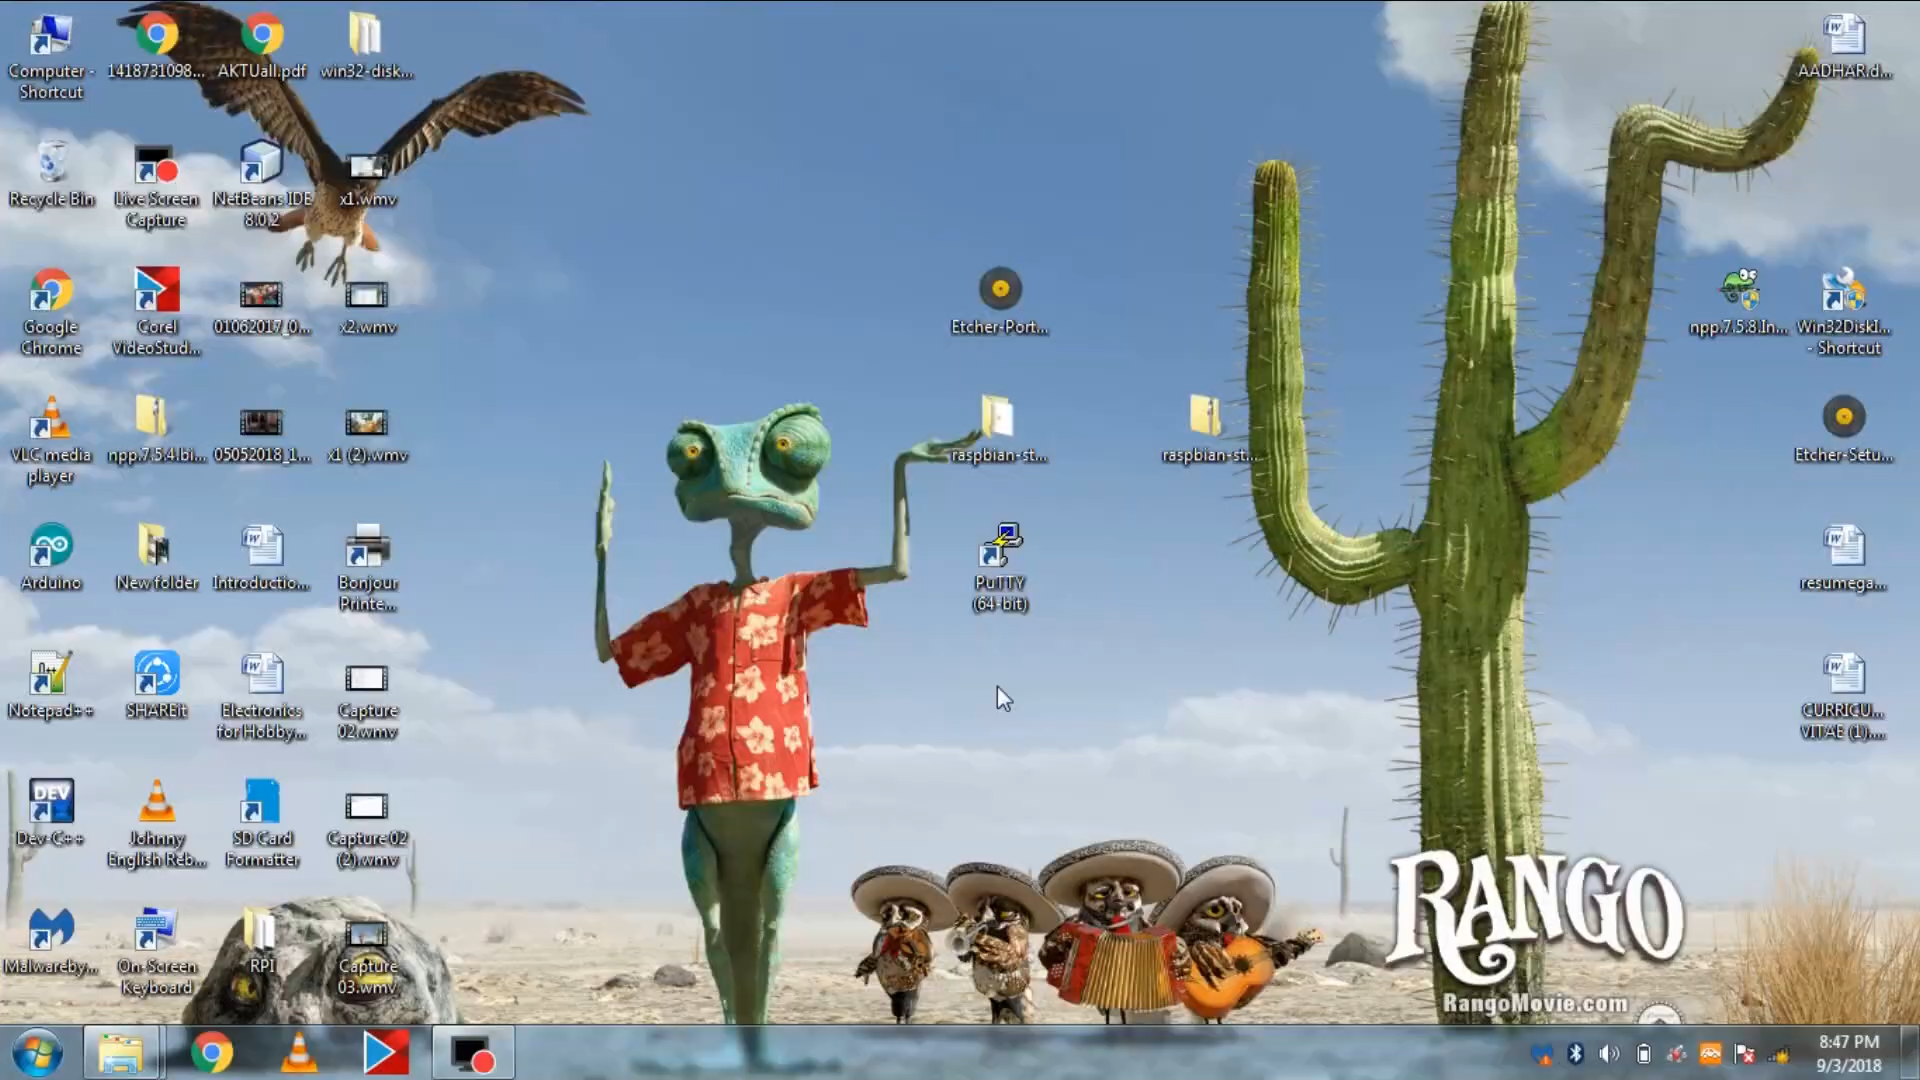 Computer -
Shortcut
1418731098...
AKTUall.pdf
win32-disk...
AADHAR.d...
Recycle Bin
Live Screen
Capture
NetBeans IDE
8.0.2
x1.wmv
Google
Chrome
Corel
VideoStud...
01062017_0...
x2.wmv
Etcher-Port...
npp.7.5.8.In...
Win32DiskI...
- Shortcut
VLC media
player
npp.7.5.4.bi...
05052018_1...
x1 (2).wmv
raspbian-st...
raspbian-st...
Etcher-Setu...
Arduino
New folder
Introductio...
Bonjour
Printe...
PuTTY
(64-bit)
resumega...
Notepad++
SHAREit
Electronics
for Hobby...
Capture
02.wmv
CURRICU...
VITAE (1)....
DEV
Dev-C++
Johnny
English Reb...
SD Card
Formatter
Capture 02
(2).wmv
Malwareby...
On-Screen
Keyboard
RPI
Capture
03.wmv
RANGO
RangoMovie.com
8:47 PM
9/3/2018